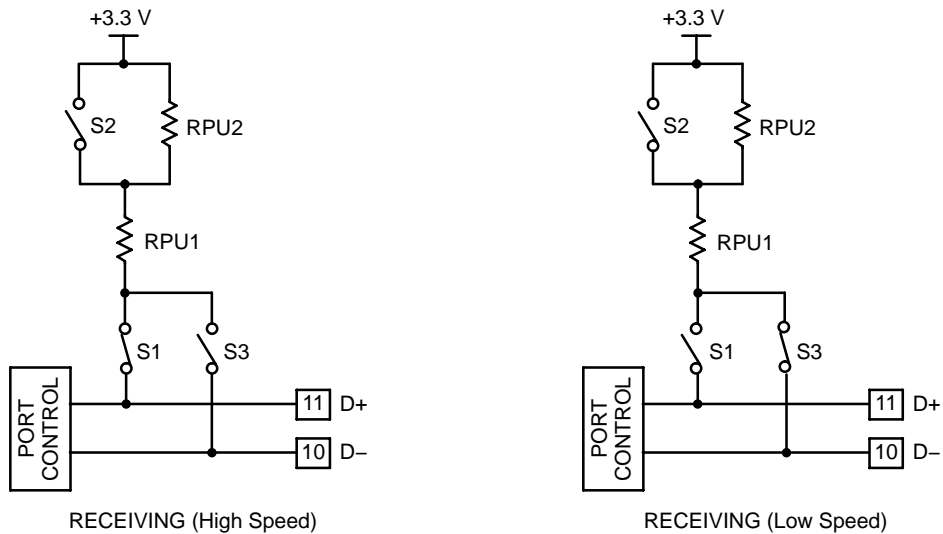 +3.3 V
S2
RPU2
RPU1
S1
S3
PORT
CONTROL
11 D+
10 D−
RECEIVING (High Speed)
+3.3 V
S2
RPU2
RPU1
S1
S3
PORT
CONTROL
11 D+
10 D−
RECEIVING (Low Speed)